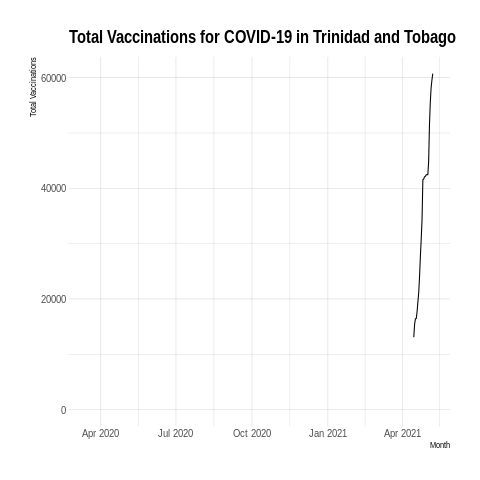 Total Vaccinations for COVID-19 in Trinidad and Tobago
Total Vaccinations
60000
40000
20000
0
Apr 2020 Jul 2020 Oct 2020 Jan 2021 Apr 2021
Month